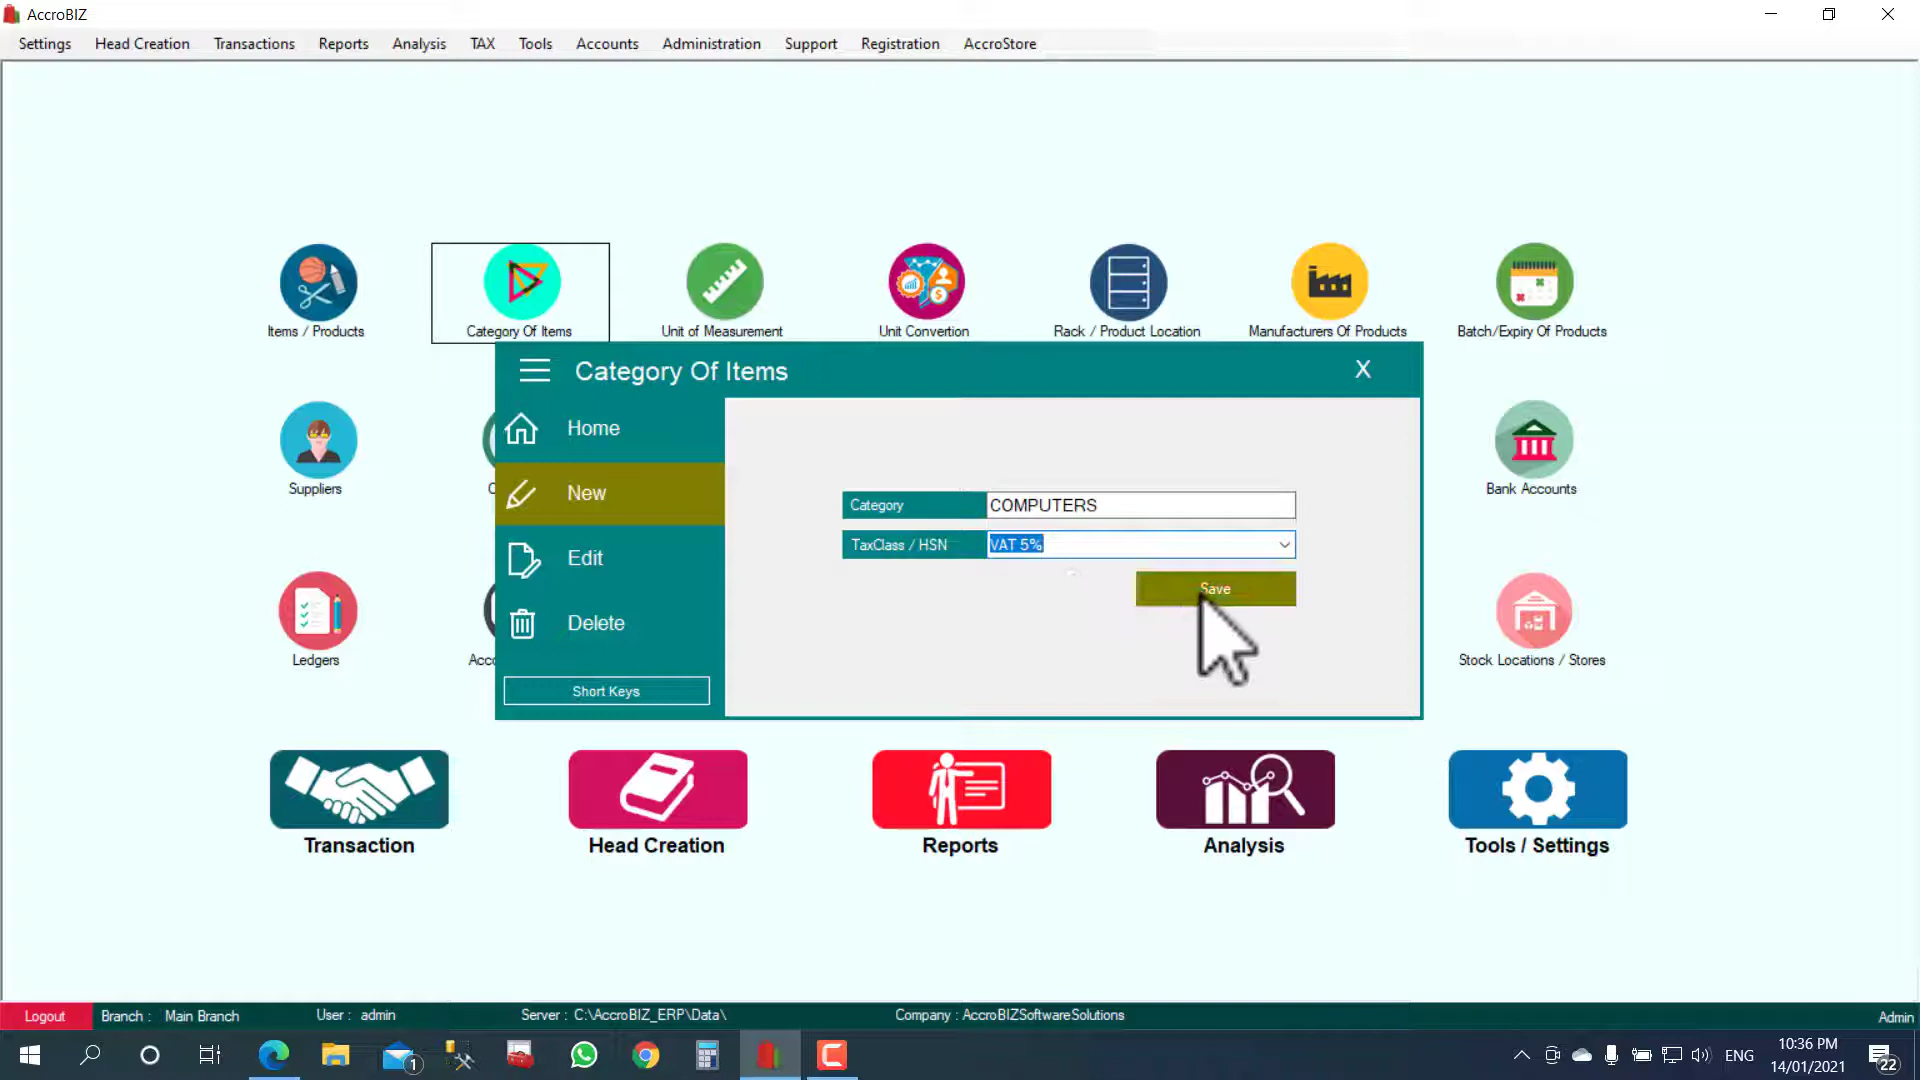 AccroBIZ
Settings Head Creation Transactions Reports Analysis TAX Tools Accounts Administration Support Registration AccroStore
Items / Products Category Of Items Unit of Measurement Unit Convertion Rack / Product Location Manufacturers Of Products Batch/Expiry Of Products
Category Of Items X
Home
New
Edit
Delete
Short Keys
Category COMPUTERS
TaxClass / HSN VAT 5%
Save
Suppliers Bank Accounts
Ledgers Stock Locations / Stores
Transaction Head Creation Reports Analysis Tools / Settings
Logout Branch : Main Branch User : admin Server : C:\AccroBIZ_ERP\Data\ Company : AccroBIZSoftwareSolutions Admin
1 ENG 10:36 PM
14/01/2021 22